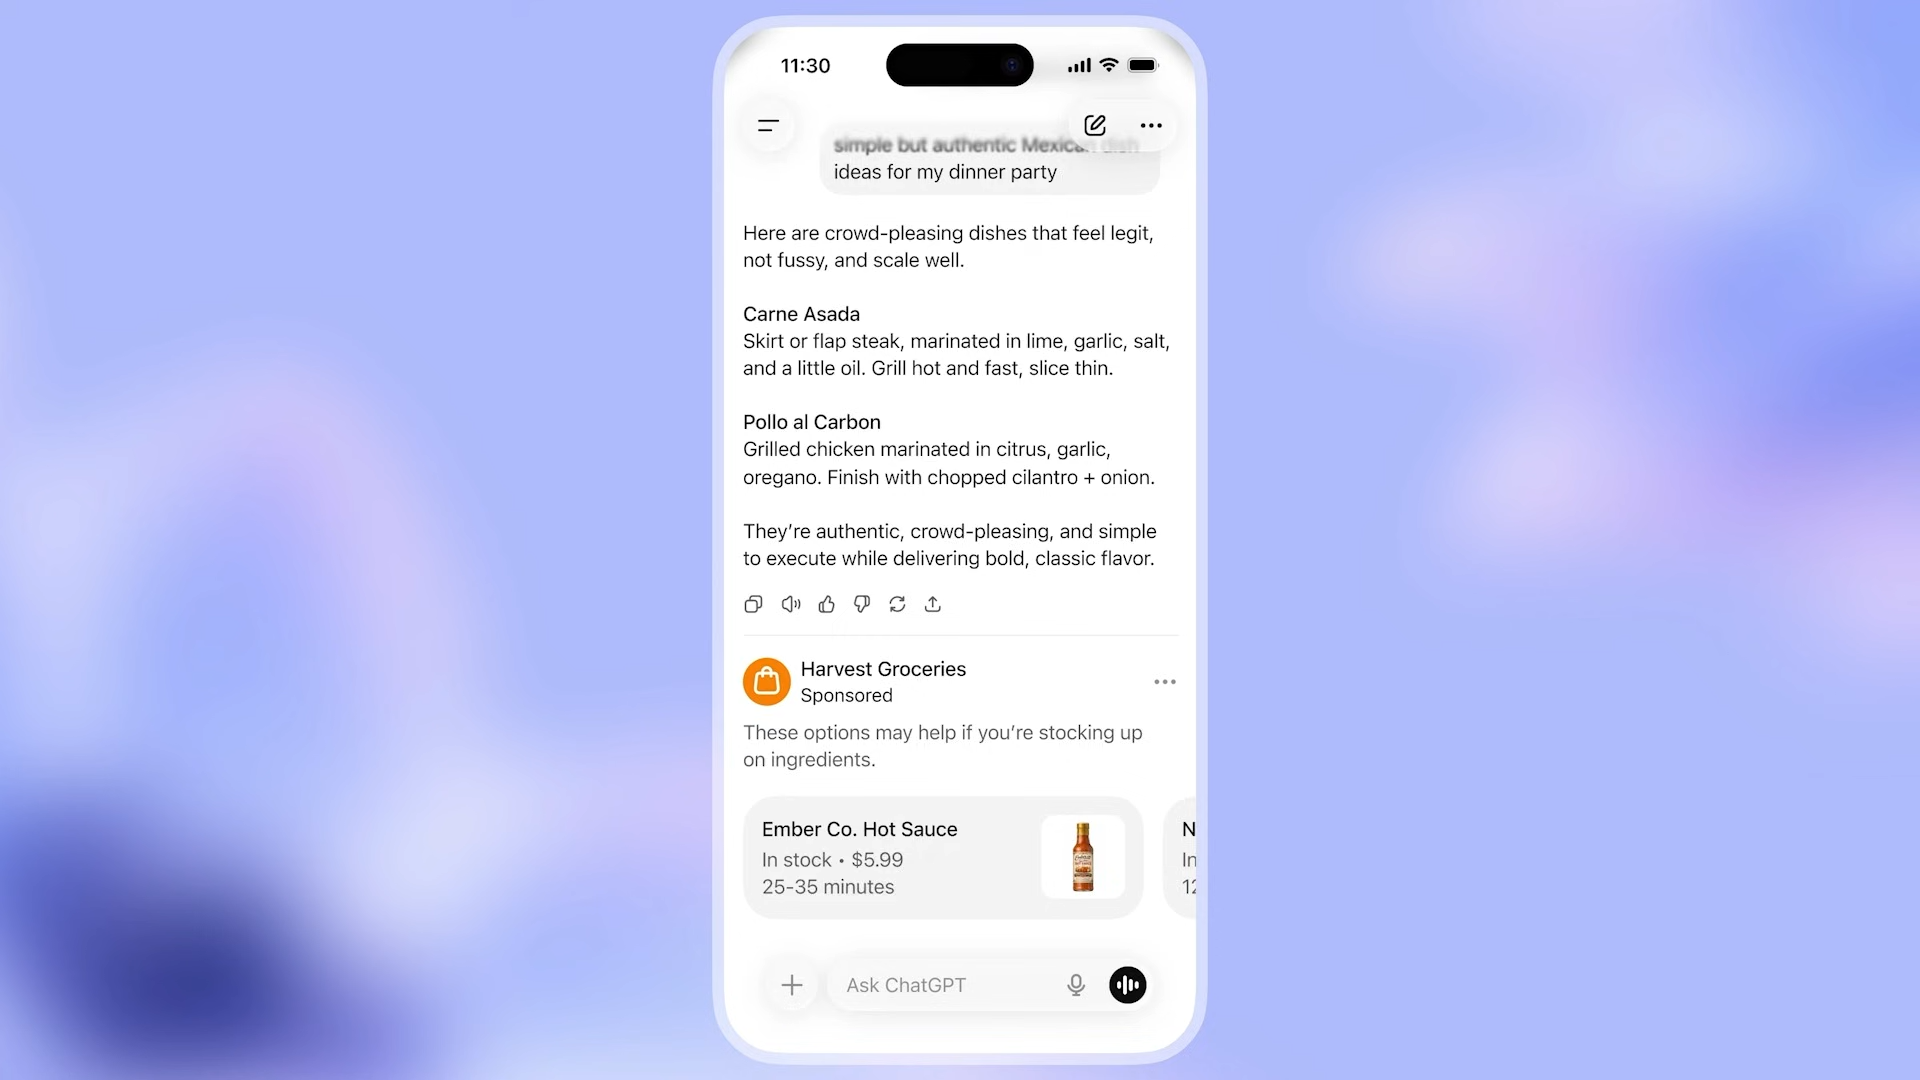 11:30
simple but authentic Mexican dish
ideas for my dinner party
Here are crowd-pleasing dishes that feel legit,
not fussy, and scale well.
Carne Asada
Skirt or flap steak, marinated in lime, garlic, salt,
and a little oil. Grill hot and fast, slice thin.
Pollo al Carbon
Grilled chicken marinated in citrus, garlic,
oregano. Finish with chopped cilantro + onion.
They’re authentic, crowd-pleasing, and simple
to execute while delivering bold, classic flavor.
Harvest Groceries
Sponsored
These options may help if you’re stocking up
on ingredients.
Ember Co. Hot Sauce
In stock • $5.99
25-35 minutes
N
In
12
Ask ChatGPT